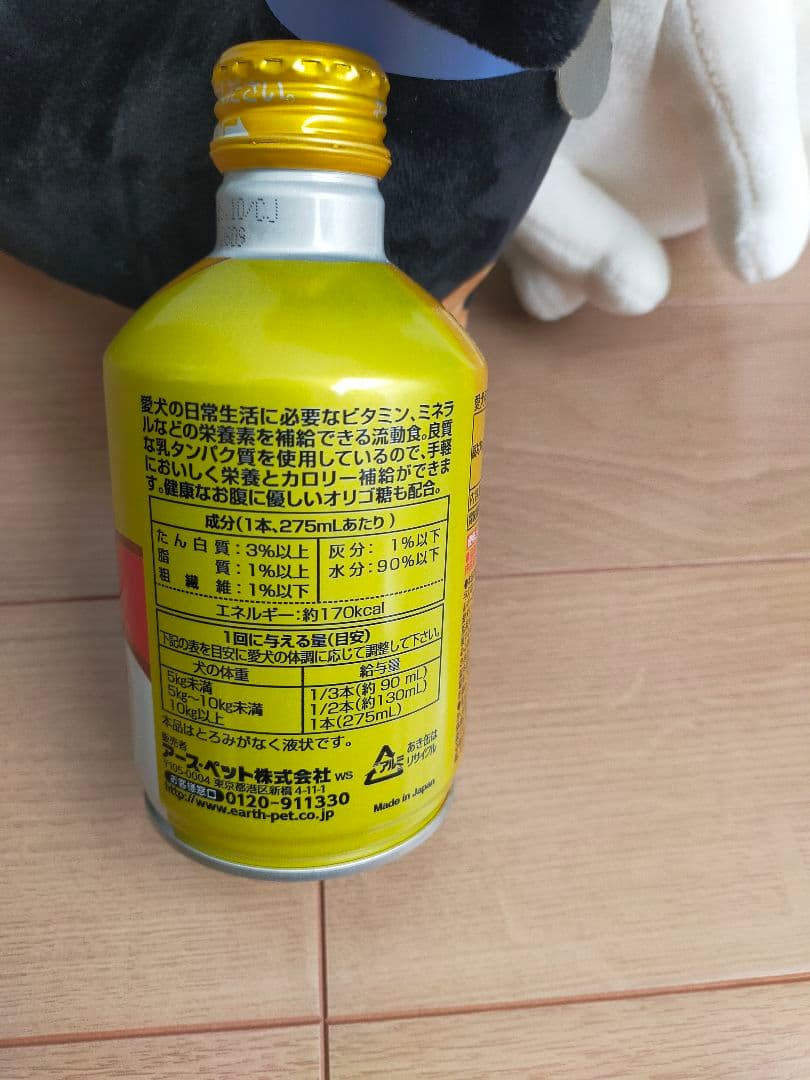 ださい。
.10/CJ
愛犬の日常生活に必要なビタミン、ミネラ
ルなどの栄養素を補給できる流動食。良質
な乳タンパク質を使用しているので、手軽
においしく栄養とカロリー補給ができま
す。健康なお腹に優しいオリゴ糖も配合。
成分(1本、275mLあたり)
たん白質:3%以上 灰分: 1%以下
脂質:1%以上 水分:90%以下
粗繊維:1%以下
エネルギー:約170kcal
1回に与える量(目安)
下記の表を目安に愛犬の体調に応じて調整して下さい。
犬の体重 給与量
5kg未満 1/3本(約 90 mL)
5kg〜10kg未満 1/2本(約130mL)
10kg以上 1本(275mL)
本品はとろみがなく液状です。
販売者
アース・ペット株式会社 WS
〒105-0004 東京都港区新橋 4-11-1
お客様窓口 0120-911330
http://www.earth-pet.co.jp
あき缶は
リサイクル
アルミ
Made in Japan